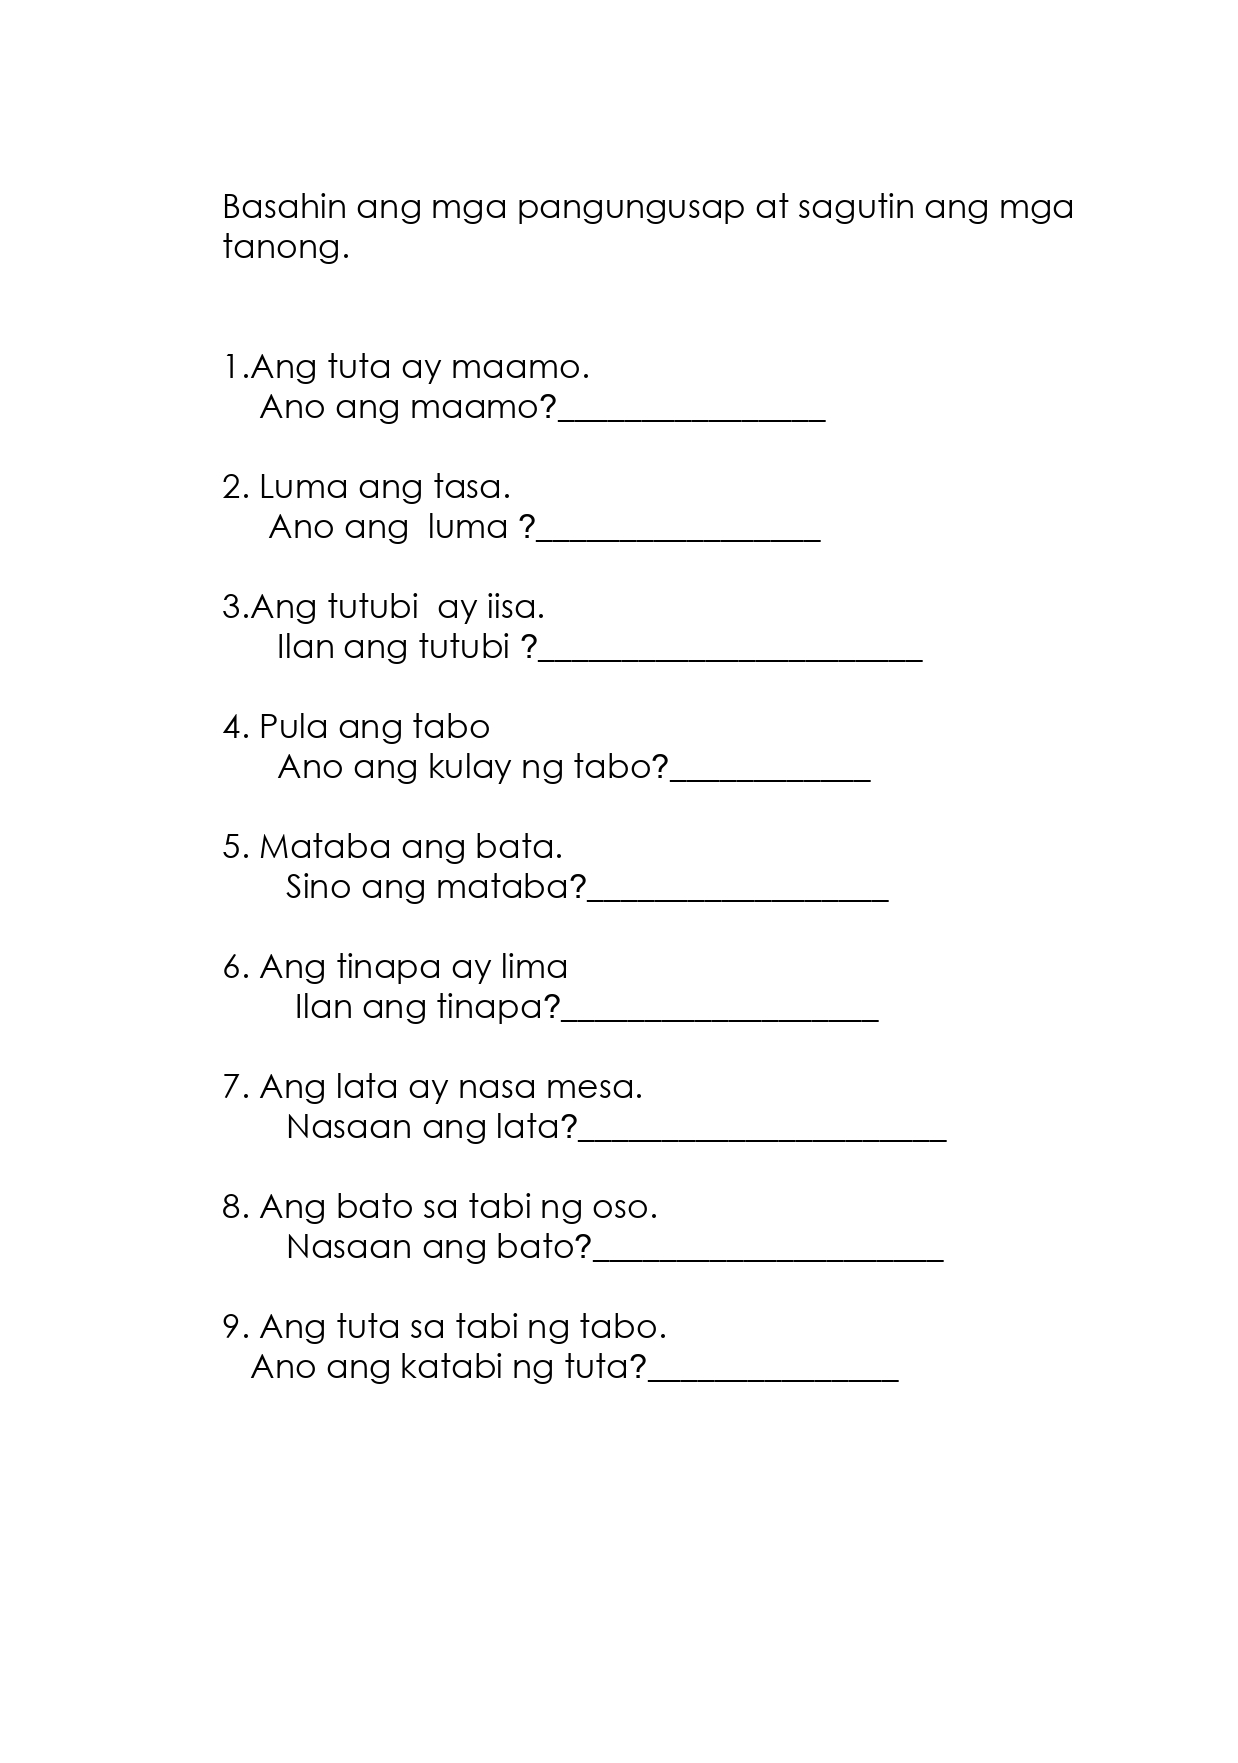 Basahin ang mga pangungusap at sagutin ang mga
tanong.
1.Ang tuta ay maamo.
Ano ang maamo?________________
2. Luma ang tasa.
Ano ang  luma ?_________________
3.Ang tutubi  ay iisa.
Ilan ang tutubi ?_______________________
4. Pula ang tabo
Ano ang kulay ng tabo?____________
5. Mataba ang bata.
Sino ang mataba?__________________
6. Ang tinapa ay lima
Ilan ang tinapa?___________________
7. Ang lata ay nasa mesa.
Nasaan ang lata?______________________
8. Ang bato sa tabi ng oso.
Nasaan ang bato?_____________________
9. Ang tuta sa tabi ng tabo.
Ano ang katabi ng tuta?_______________